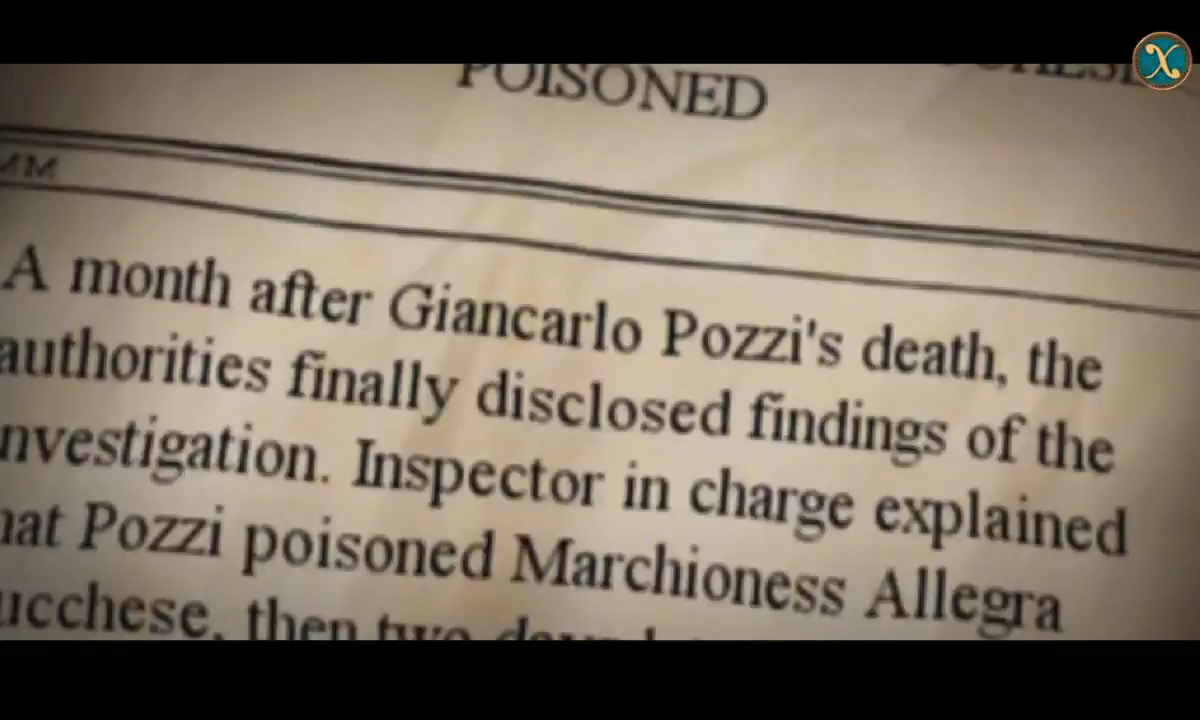 POISONED
A month after Giancarlo Pozzi's death, the
authorities finally disclosed findings of the
nvestigation. Inspector in charge explained
hat Pozzi poisoned Marchioness Allegra
ucchese, then two